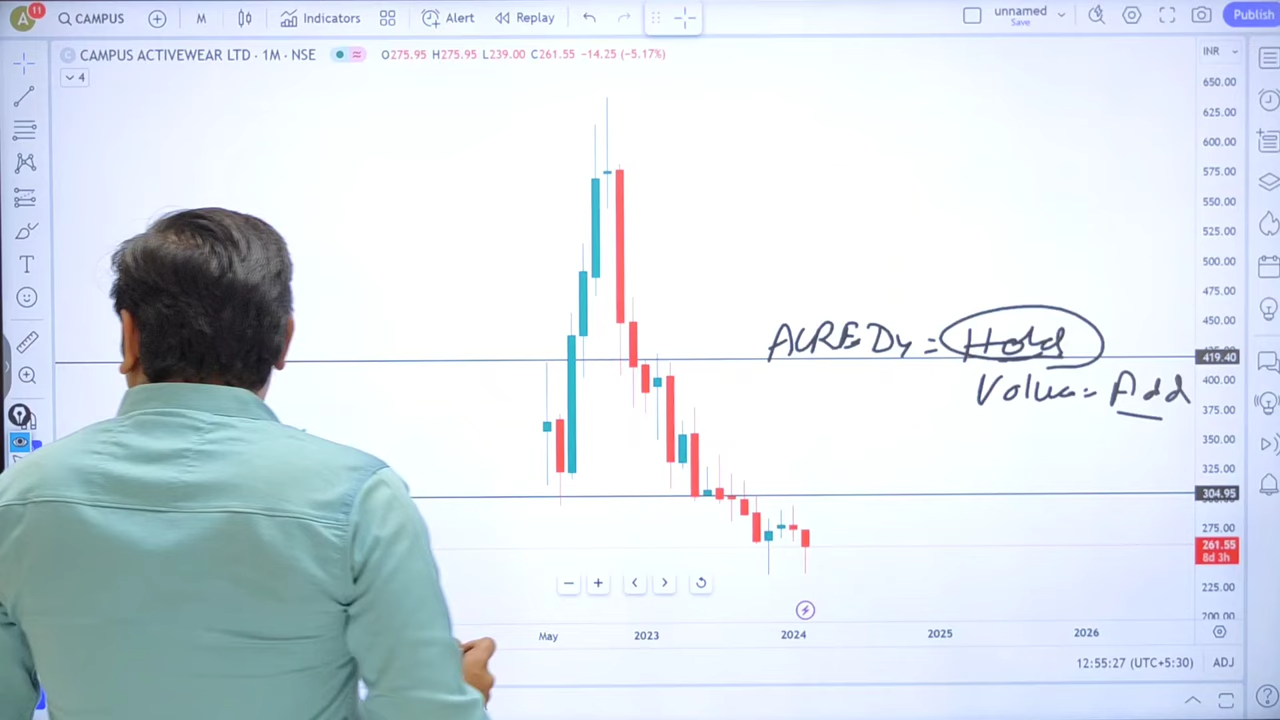 A 11 CAMPUS M Indicators Alert Replay unnamed Save Publish
C CAMPUS ACTIVEWEAR LTD · 1M · NSE ≈ O275.95 H275.95 L239.00 C261.55 −14.25 (−5.17%) INR
4
650.00
625.00
600.00
575.00
550.00
525.00
500.00
475.00
450.00
ALREDy = Hold
419.40
400.00
Volue = Add
375.00
350.00
325.00
304.95
275.00
261.55
8d 3h
225.00
200.00
May 2023 2024 2025 2026
12:55:27 (UTC+5:30) ADJ